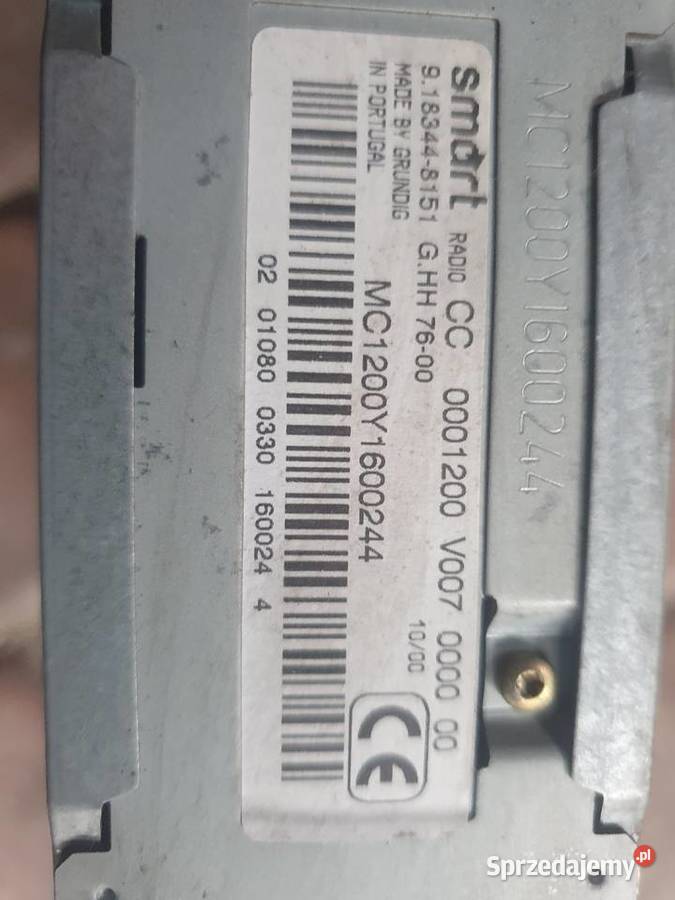 MC1200Y1600244
smart RADIO CC 0001200 V007 0000 00
9.18344-8151 G.HH 76-00 10/00
MADE BY GRUNDIG
IN PORTUGAL
MC1200Y1600244
02 01080 0330 160024 4
CE
Sprzedajemy.pl